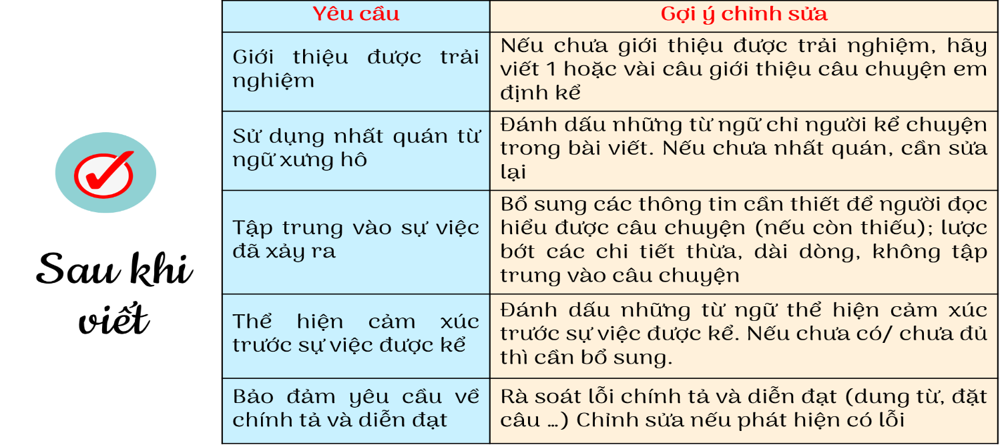 Sau khi
viết
Yêu cầu
Gợi ý chỉnh sửa
Giới thiệu được trải
nghiệm
Nếu chưa giới thiệu được trải nghiệm, hãy
viết 1 hoặc vài câu giới thiệu câu chuyện em
định kể
Sử dụng nhất quán từ
ngữ xưng hô
Đánh dấu những từ ngữ chỉ người kể chuyện
trong bài viết. Nếu chưa nhất quán, cần sửa
lại
Tập trung vào sự việc
đã xảy ra
Bổ sung các thông tin cần thiết để người đọc
hiểu được câu chuyện (nếu còn thiếu); lược
bớt các chi tiết thừa, dài dòng, không tập
trung vào câu chuyện
Thể hiện cảm xúc
trước sự việc được kể
Đánh dấu những từ ngữ thể hiện cảm xúc
trước sự việc được kể. Nếu chưa có/ chưa đủ
thì cần bổ sung.
Bảo đảm yêu cầu về
chính tả và diễn đạt
Rà soát lỗi chính tả và diễn đạt (dung từ, đặt
câu ...) Chỉnh sửa nếu phát hiện có lỗi